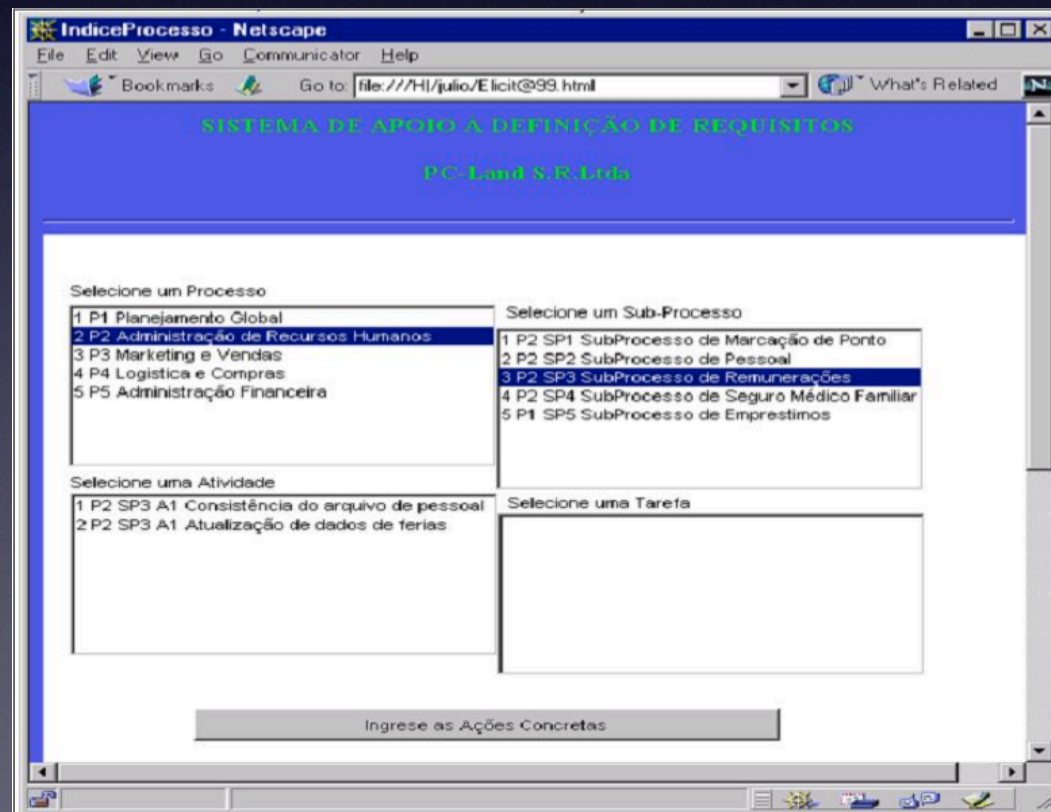 IndiceProcesso - Netscape
File Edit View Go Communicator Help
Bookmarks Go to: file:///H|/julio/Elicit@99.html What's Related N
SISTEMA DE APOIO A DEFINIÇÃO DE REQUISITOS
PC-Land S.R.Ltda
Selecione um Processo
1 P1 Planejamento Global
2 P2 Administração de Recursos Humanos
3 P3 Marketing e Vendas
4 P4 Logistica e Compras
5 P5 Administração Financeira
Selecione um Sub-Processo
1 P2 SP1 SubProcesso de Marcação de Ponto
2 P2 SP2 SubProcesso de Pessoal
3 P2 SP3 SubProcesso de Remunerações
4 P2 SP4 SubProcesso de Seguro Médico Familiar
5 P1 SP5 SubProcesso de Emprestimos
Selecione uma Atividade
1 P2 SP3 A1 Consistência do arquivo de pessoal
2 P2 SP3 A1 Atualização de dados de ferias
Selecione uma Tarefa
Ingrese as Ações Concretas